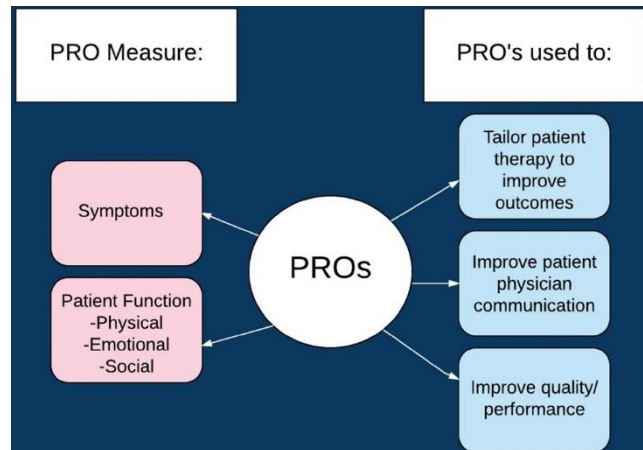 PRO Measure:
PRO's used to:
Symptoms
Patient Function
-Physical
-Emotional
-Social
PROs
Tailor patient
therapy to
improve
outcomes
Improve patient
physician
communication
Improve quality/
performance